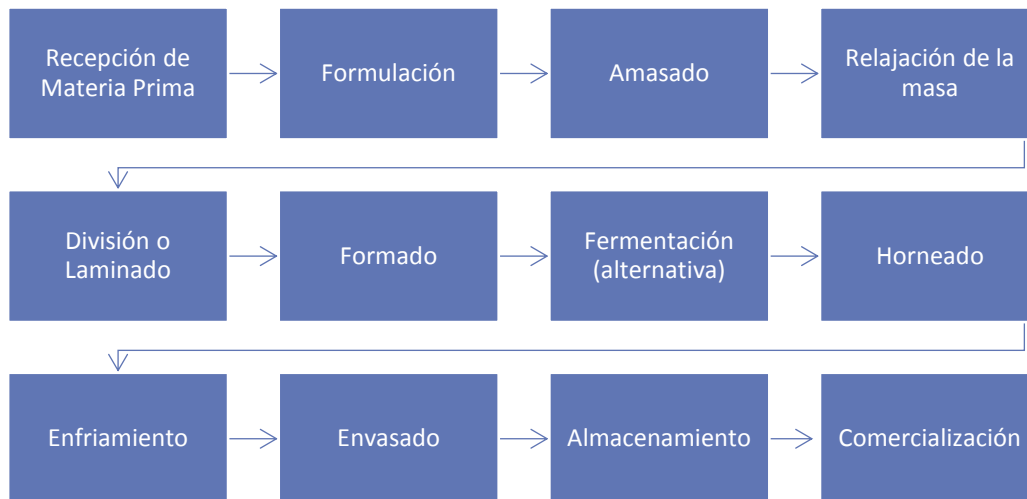 Recepción de
Materia Prima
Formulación
Amasado
Relajación de la
masa
División o
Laminado
Formado
Fermentación
(alternativa)
Horneado
Enfriamiento
Envasado
Almacenamiento
Comercialización